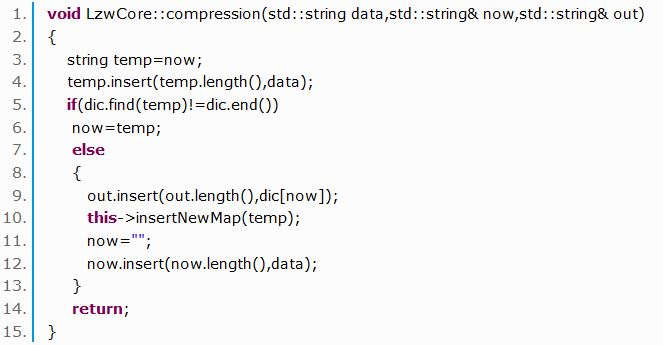 1. void LzwCore::compression(std::string data,std::string& now,std::string& out)
2. {
3. string temp=now;
4. temp.insert(temp.length(),data);
5. if(dic.find(temp)!=dic.end())
6. now=temp;
7. else
8. {
9. out.insert(out.length(),dic[now]);
10. this->insertNewMap(temp);
11. now="";
12. now.insert(now.length(),data);
13. }
14. return;
15. }